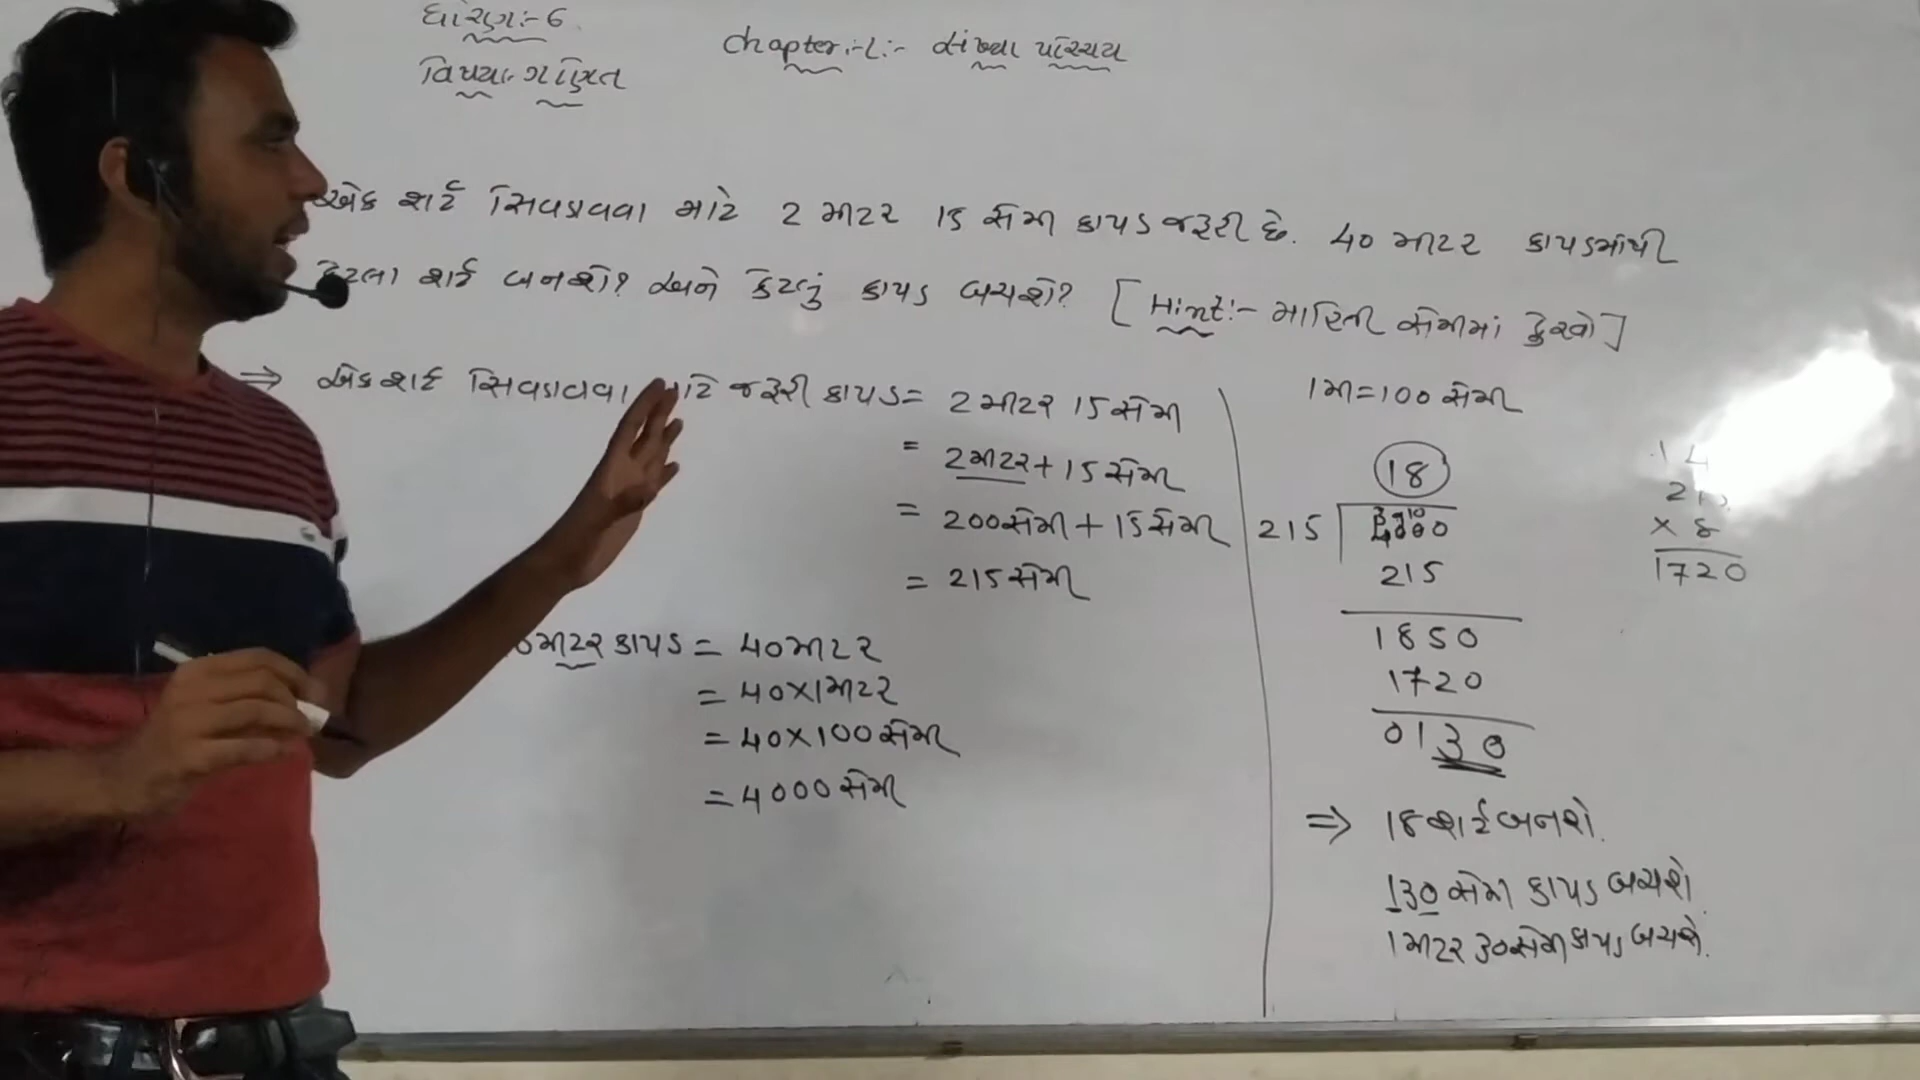 ધોરણ:- 6
વિષય:- ગણિત
Chapter:-1:- સંખ્યા પરિચય
એક શર્ટ સિવડાવવા માટે 2 મીટર 15 સેમી કાપડ જરૂરી છે. 40 મીટર કાપડમાંથી
કેટલા શર્ટ બનશે? અને કેટલું કાપડ બચશે? [Hint:- માહિતી સેમીમાં ફેરવો]
⇒ એક શર્ટ સિવડાવવા માટે જરૂરી કાપડ = 2 મીટર 15 સેમી
= 2 મીટર + 15 સેમી
= 200 સેમી + 15 સેમી
= 215 સેમી
0 મીટર કાપડ = 40 મીટર
= 40 X 1 મીટર
= 40 X 100 સેમી
= 4000 સેમી
1 મી = 100 સેમી
18
215 4000
215
1850
1720
0130
x 8
1720
⇒ 18 શર્ટ બનશે.
130 સેમી કાપડ બચશે.
1 મીટર 30 સેમી કાપડ બચશે.